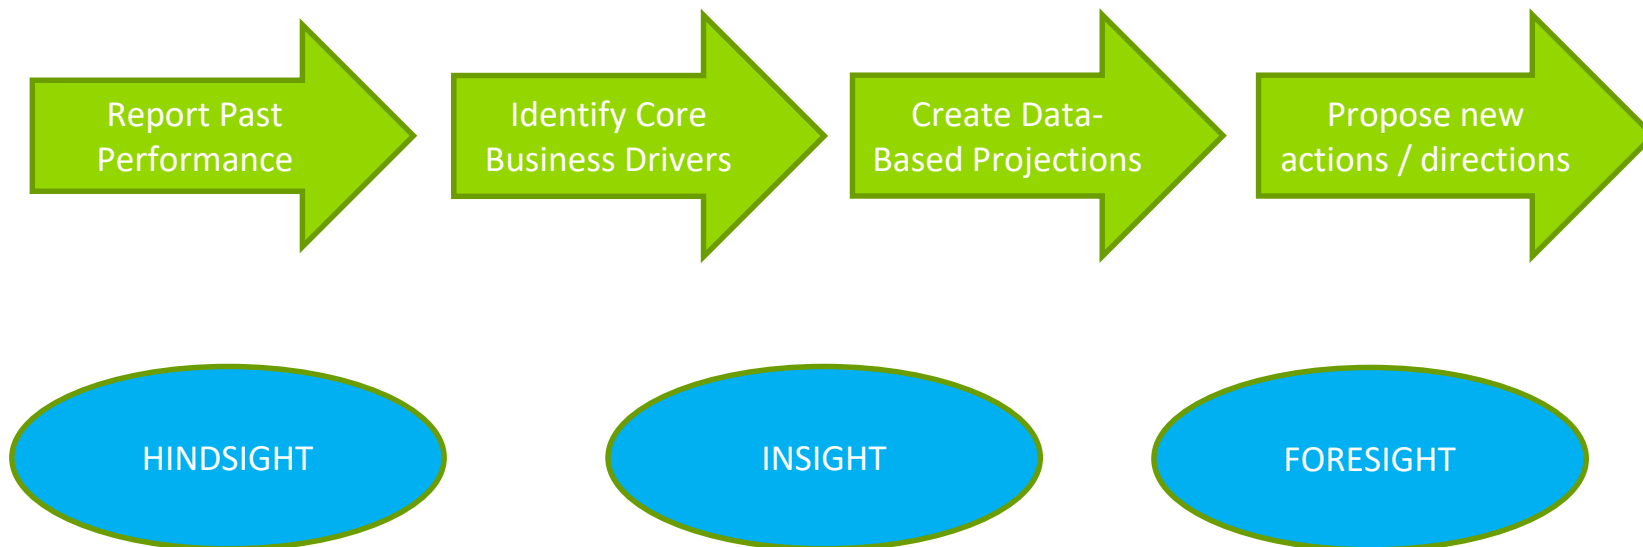 Report Past
Performance
Identify Core
Business Drivers
Create Data-
Based Projections
Propose new
actions / directions
HINDSIGHT
INSIGHT
FORESIGHT